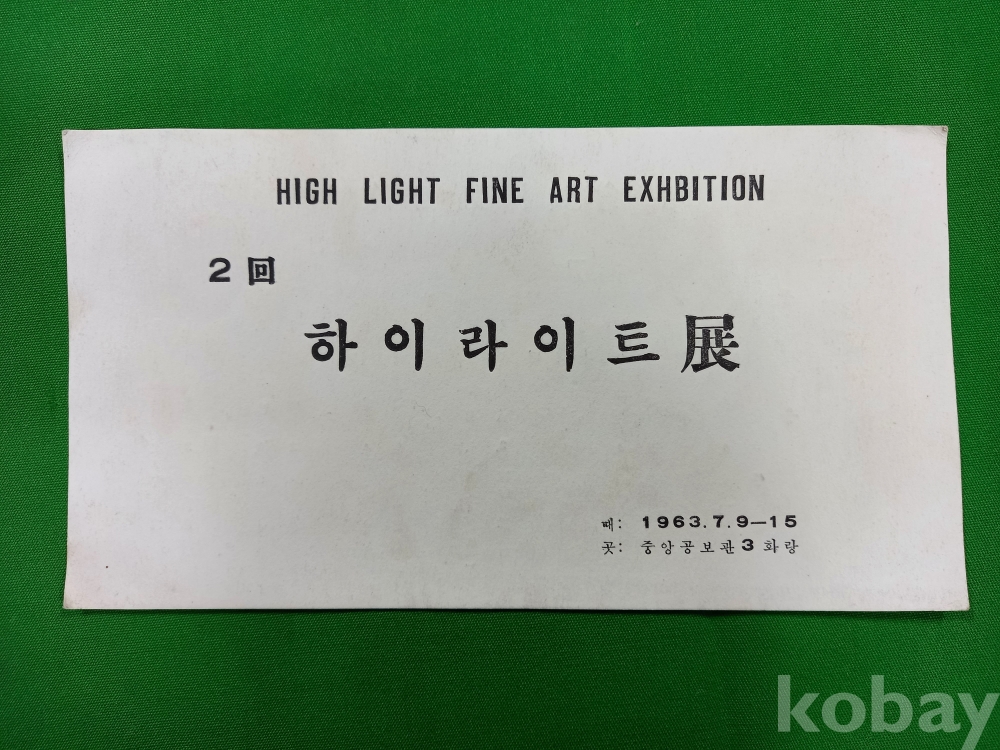 HIGH LIGHT FINE ART EXHBITION
2 回
하이라이트展
때: 1963.7.9—15
곳: 중앙공보관 3 화랑
kobay